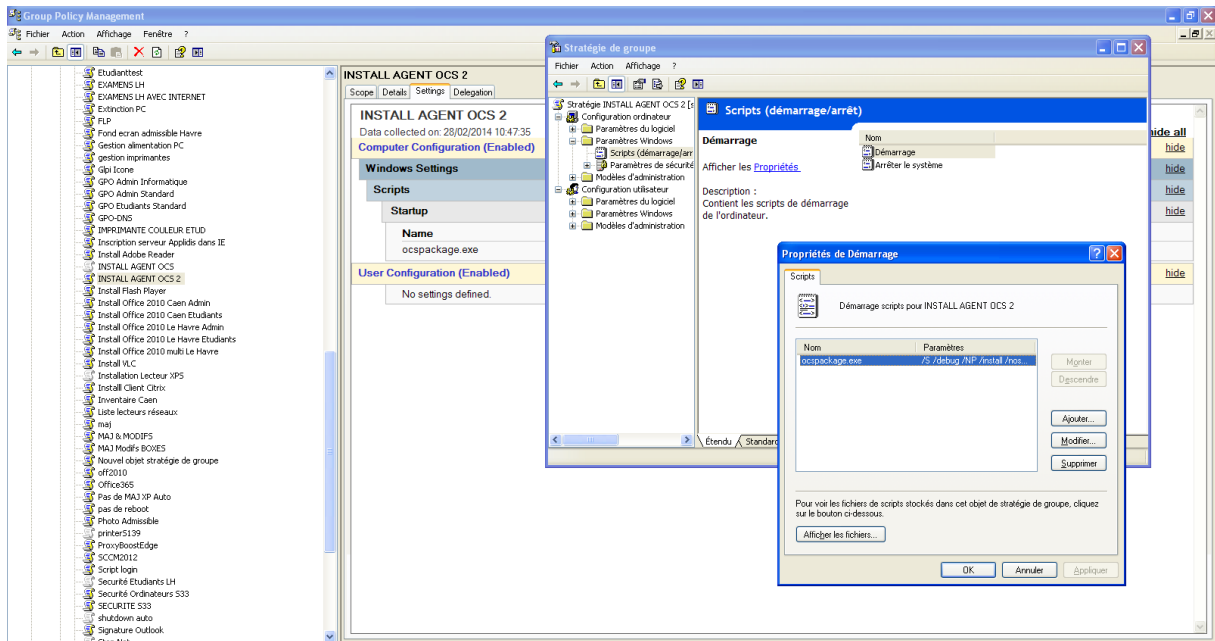 Group Policy Management
Fichier Action Affichage Fenêtre ?
Etudianttest
EXAMENS LH
EXAMENS LH AVEC INTERNET
Extinction PC
FLP
Fond ecran admissible Havre
Gestion alimentation PC
gestion imprimantes
Glpi Icone
GPO Admin Informatique
GPO Admin Standard
GPO Etudiants Standard
GPO-DNS
IMPRIMANTE COULEUR ETUD
Inscription serveur Applidis dans IE
Install Adobe Reader
INSTALL AGENT OCS
INSTALL AGENT OCS 2
Install Flash Player
Install Office 2010 Caen Admin
Install Office 2010 Caen Etudiants
Install Office 2010 Le Havre Admin
Install Office 2010 Le Havre Etudiants
Install Office 2010 multi Le Havre
Install VLC
Installation Lecteur XPS
Installl Client Citrix
Inventaire Caen
Liste lecteurs réseaux
maj
MAJ & MODIFS
MAJ Modifs BOXES
Nouvel objet stratégie de groupe
off2010
Office365
Pas de MAJ XP Auto
pas de reboot
Photo Admissible
printer5139
ProxyBoostEdge
SCCM2012
Script login
Securité Etudiants LH
Securité Ordinateurs S33
SECURITE S33
shutdown auto
Signature Outlook
INSTALL AGENT OCS 2
Scope Details Settings Delegation
INSTALL AGENT OCS 2
Data collected on: 28/02/2014 10:47:35
hide all
Computer Configuration (Enabled)
hide
Windows Settings
hide
Scripts
hide
Startup
hide
Name
ocspackage.exe
User Configuration (Enabled)
hide
No settings defined.
Stratégie de groupe
Fichier Action Affichage ?
Stratégie INSTALL AGENT OCS 2 [s
Configuration ordinateur
Paramètres du logiciel
Paramètres Windows
Scripts (démarrage/arr
Paramètres de sécurité
Modèles d'administration
Configuration utilisateur
Paramètres du logiciel
Paramètres Windows
Modèles d'administration
Scripts (démarrage/arrêt)
Démarrage
Afficher les Propriétés
Description :
Contient les scripts de démarrage
de l'ordinateur.
Nom
Démarrage
Arrêter le système
Étendu Standard
Propriétés de Démarrage
Scripts
Démarrage scripts pour INSTALL AGENT OCS 2
Nom Paramètres
ocspackage.exe /S /debug /NP /install /nos...
Monter
Descendre
Ajouter...
Modifier...
Supprimer
Pour voir les fichiers de scripts stockés dans cet objet de stratégie de groupe, cliquez
sur le bouton ci-dessous.
Afficher les fichiers...
OK Annuler Appliquer